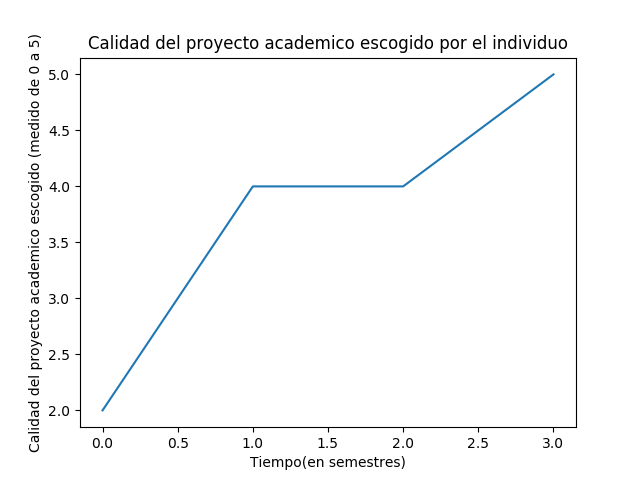 Calidad del proyecto academico escogido por el individuo
Calidad del proyecto academico escogido (medido de 0 a 5)
5.0
4.5
4.0
3.5
3.0
2.5
2.0
0.0 0.5 1.0 1.5 2.0 2.5 3.0
Tiempo(en semestres)